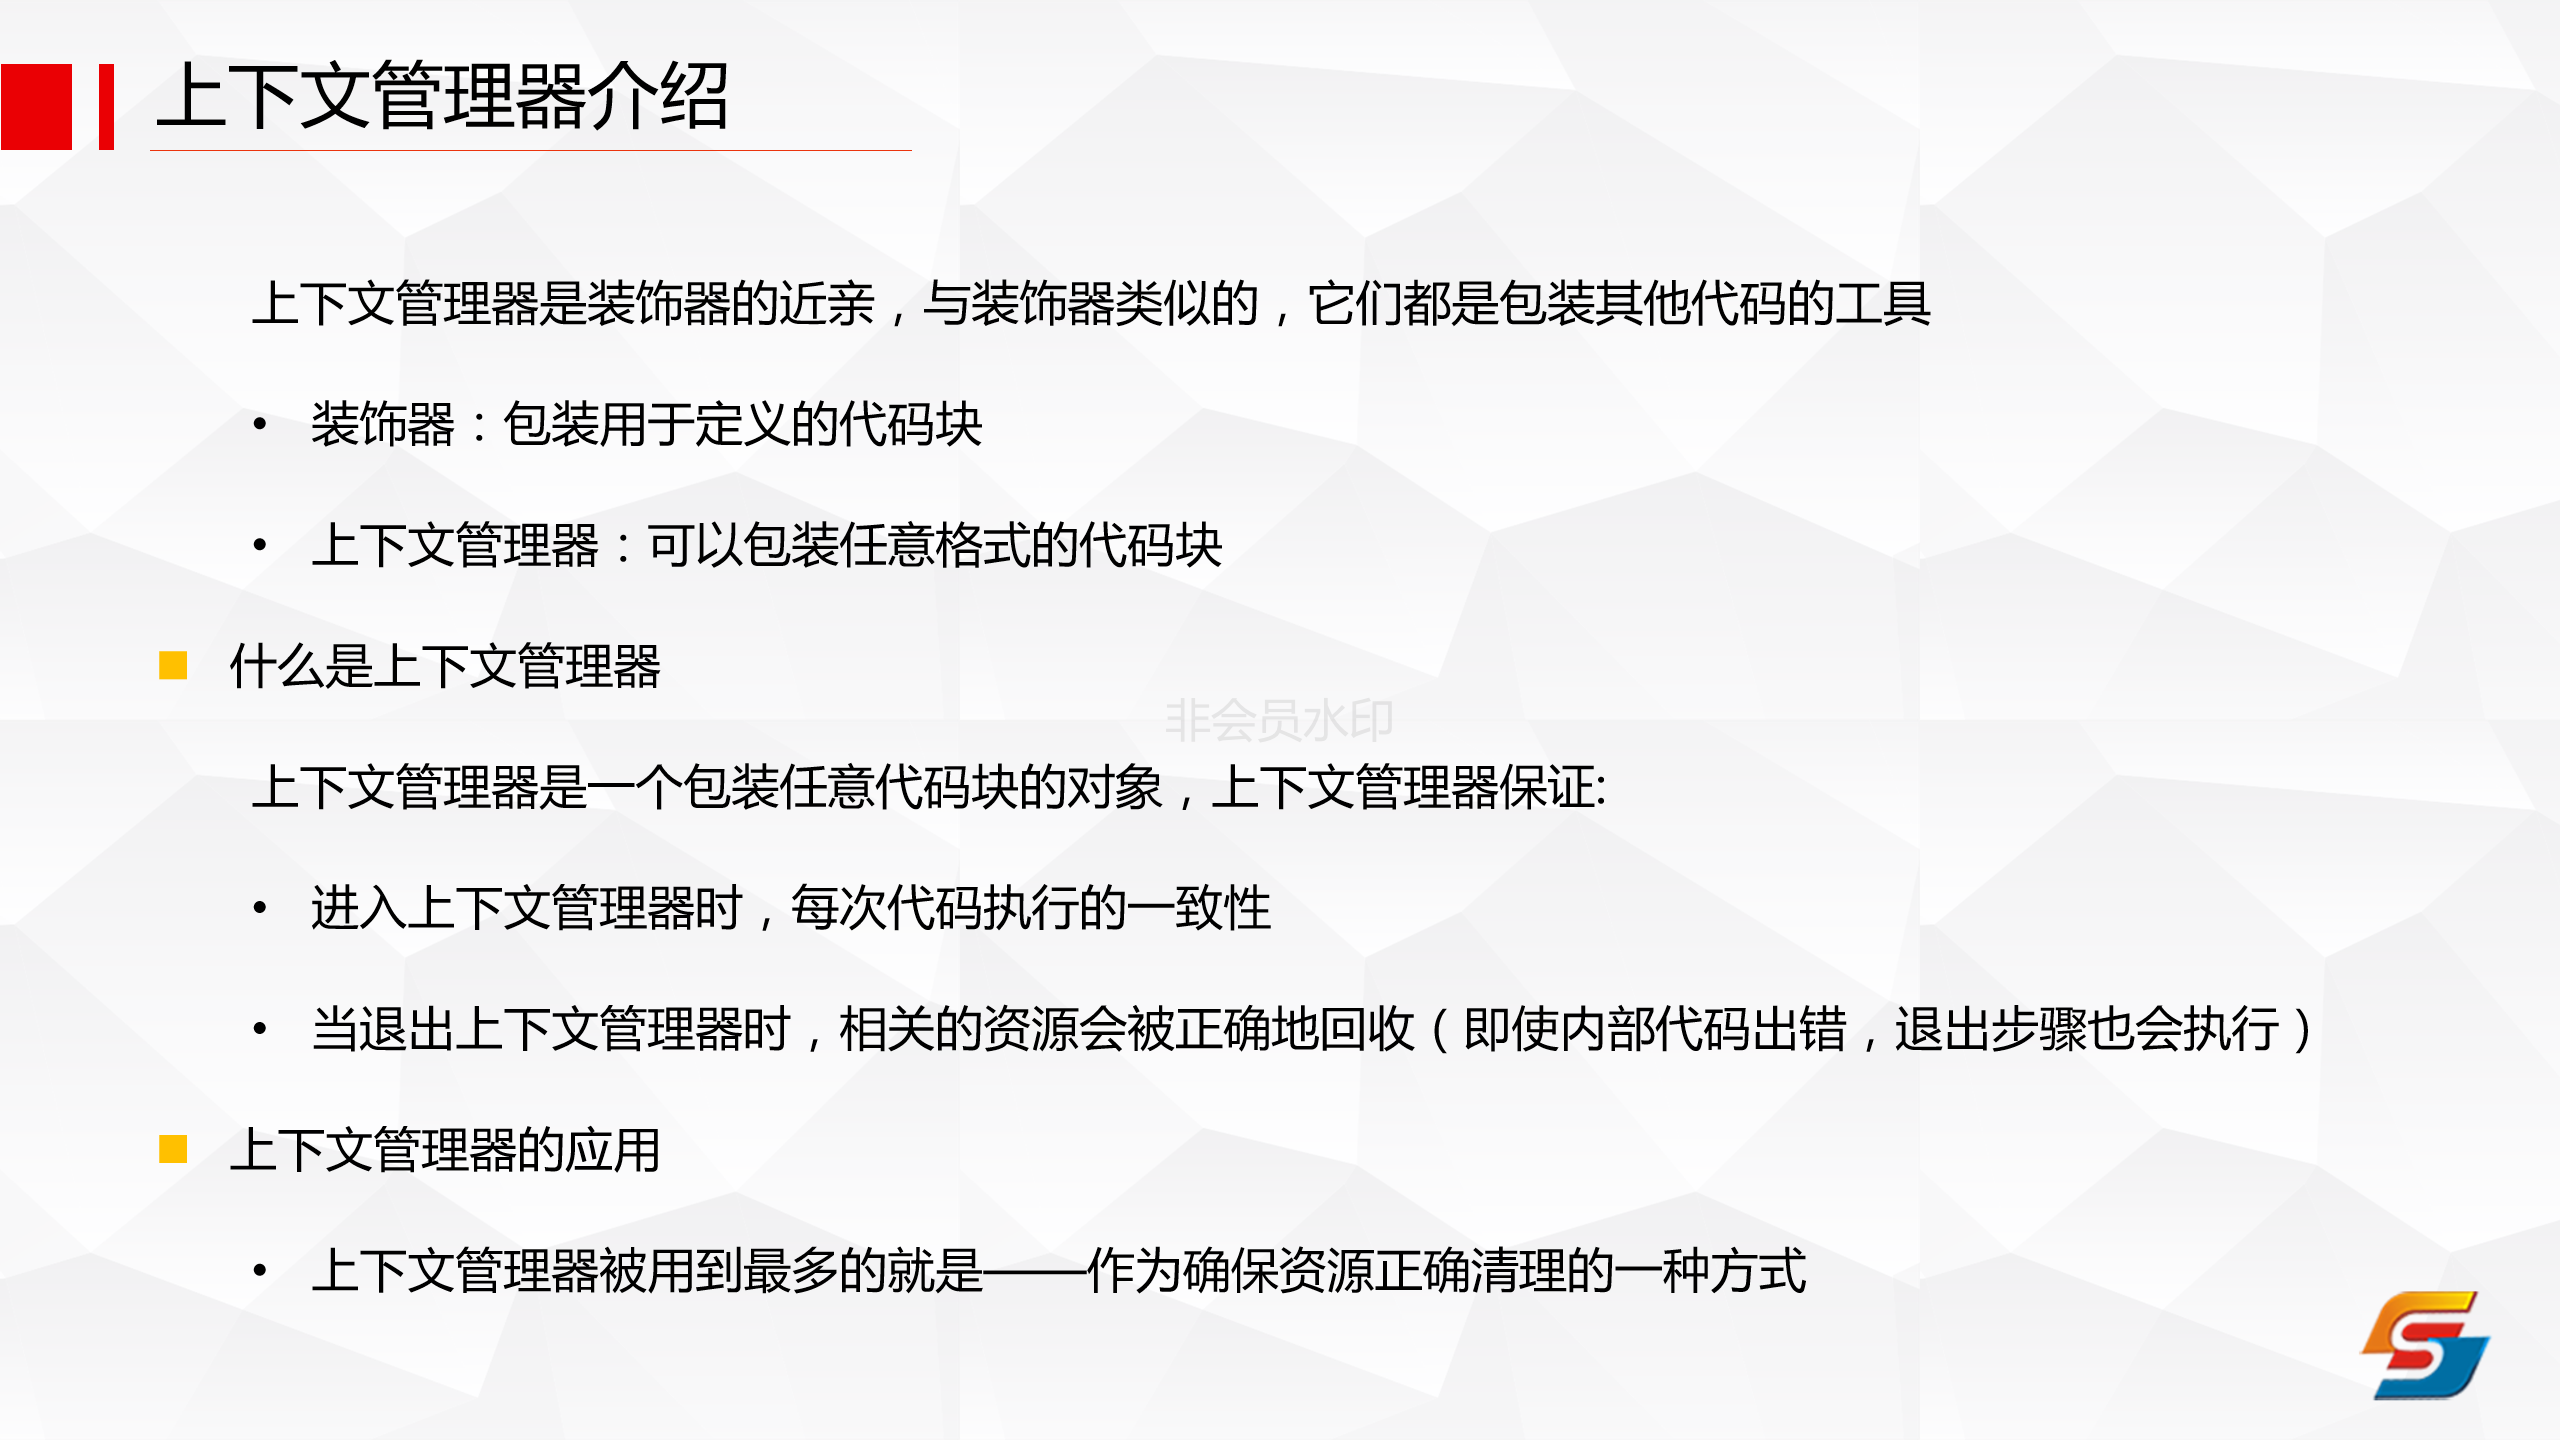 上下文管理器介绍
上下文管理器是装饰器的近亲，与装饰器类似的，它们都是包装其他代码的工具
• 装饰器：包装用于定义的代码块
• 上下文管理器：可以包装任意格式的代码块
什么是上下文管理器
非会员水印
上下文管理器是一个包装任意代码块的对象，上下文管理器保证:
• 进入上下文管理器时，每次代码执行的一致性
• 当退出上下文管理器时，相关的资源会被正确地回收（即使内部代码出错，退出步骤也会执行）
上下文管理器的应用
• 上下文管理器被用到最多的就是——作为确保资源正确清理的一种方式